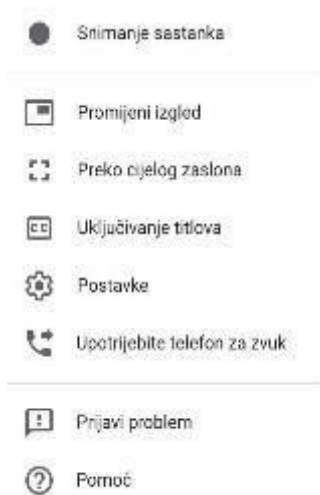 Snimanje sastanka
Promijeni izgled
Preko cijelog zaslona
Uključivanje titlova
Postavke
Upotrijebite telefon za zvuk
Prijavi problem
Pomoć